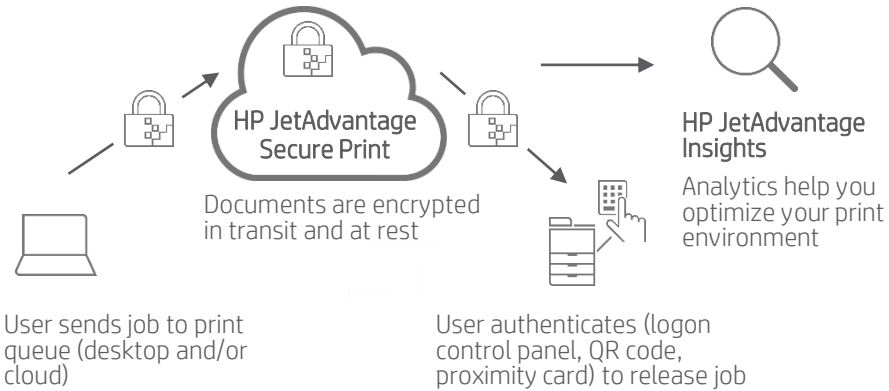 HP JetAdvantage
Secure Print
Documents are encrypted
in transit and at rest
HP JetAdvantage
Insights
Analytics help you
optimize your print
environment
User sends job to print
queue (desktop and/or
cloud)
User authenticates (logon
control panel, QR code,
proximity card) to release job